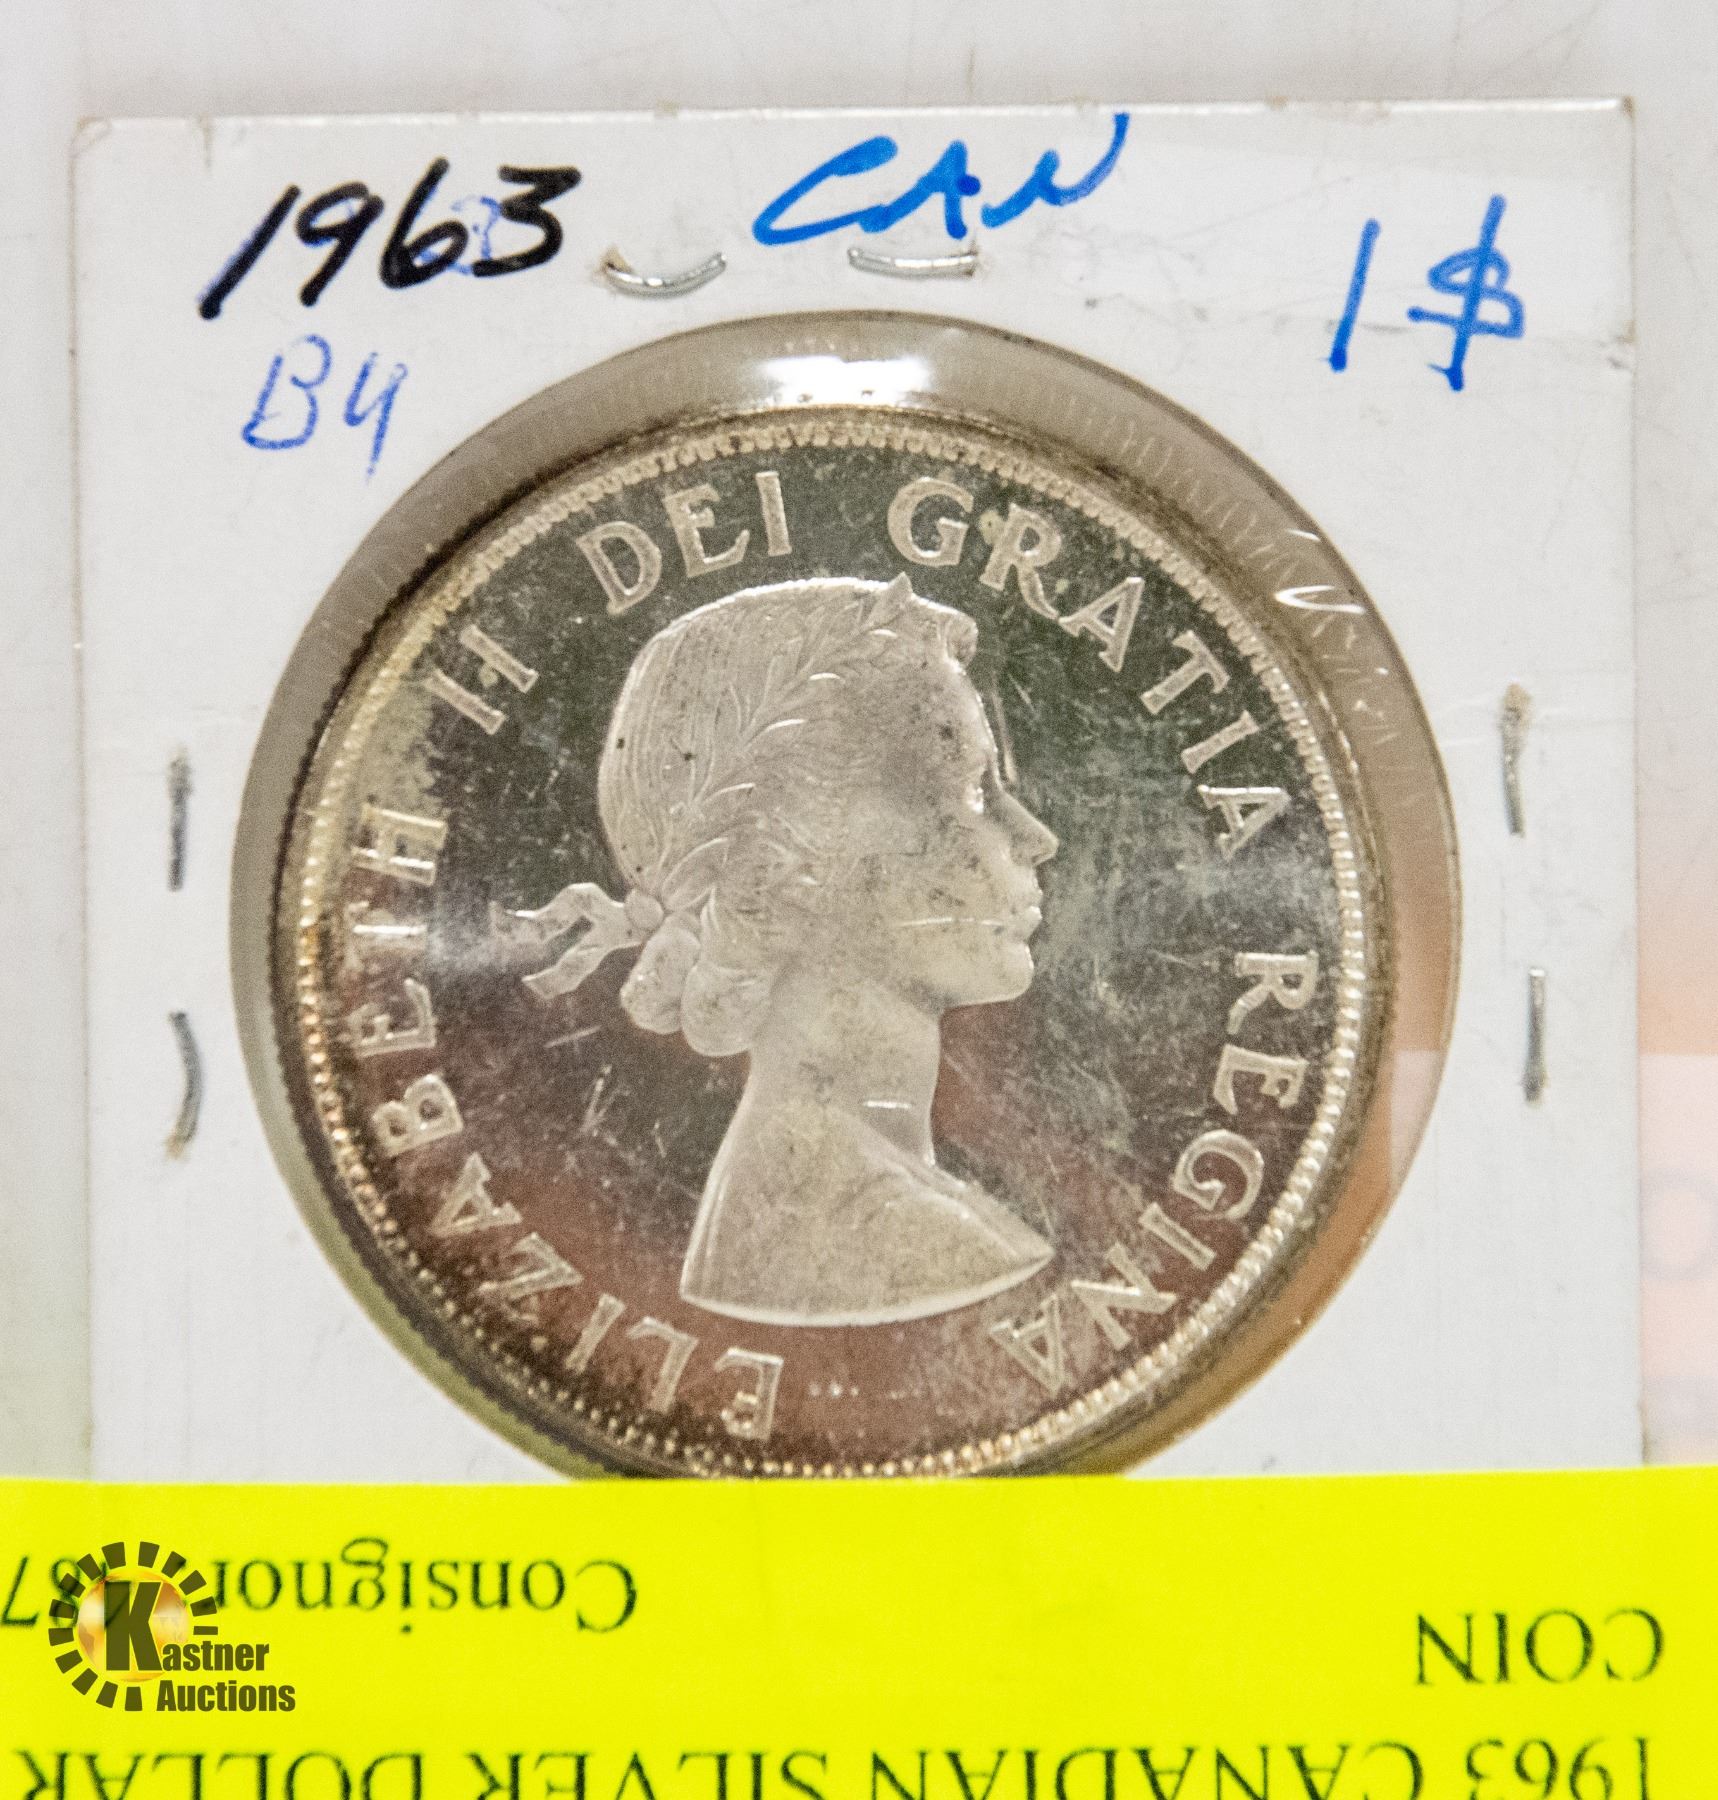 1963 CAN 1$
B4
ELIZABETH II DEI GRATIA REGINA
Kastner
Auctions
Consignor
COIN
1963 CANADIAN SILVER DOLLAR